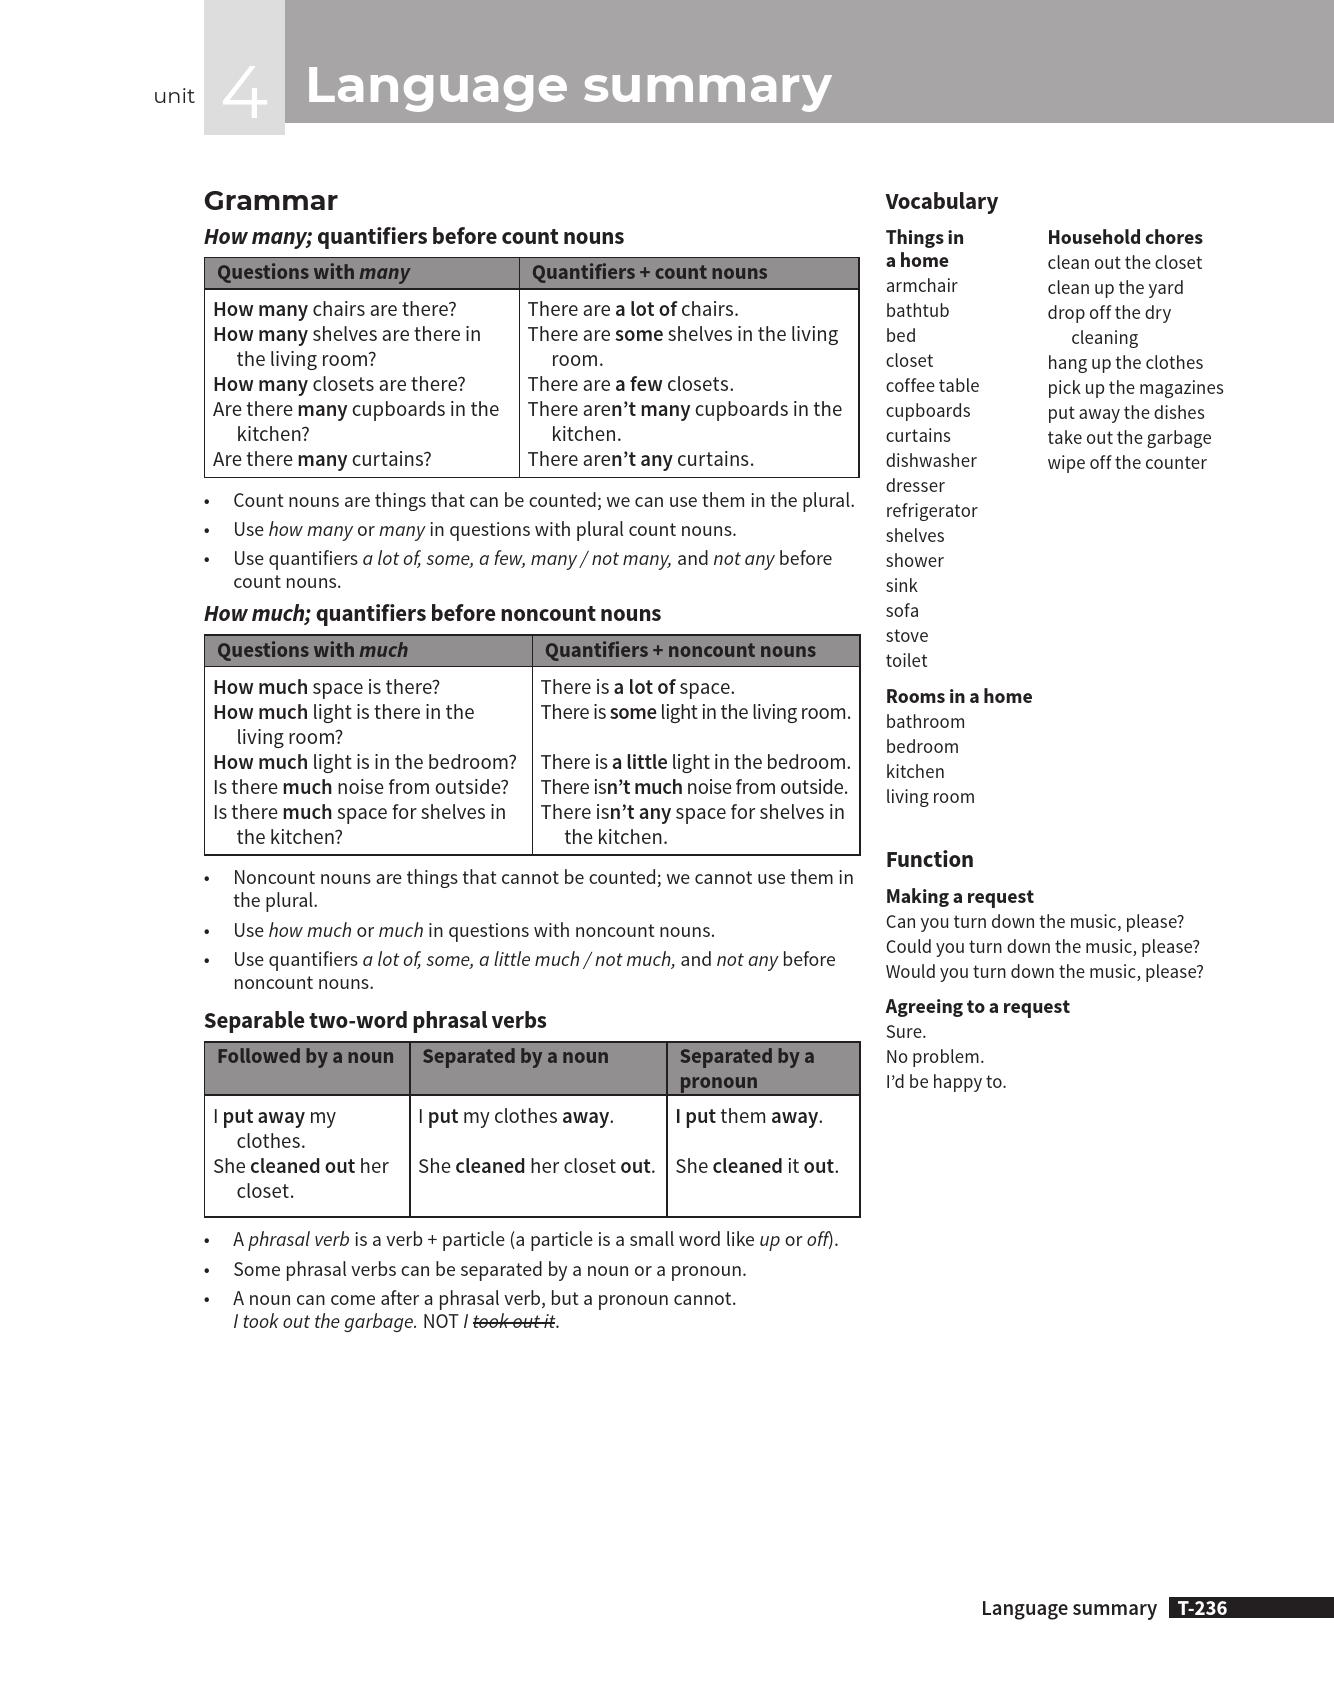 unit
4
Language summary
Grammar
How many; quantifiers before count nouns
Questions with many
Quantifiers + count nouns
How many chairs are there?
There are a lot of chairs.
How many shelves are there in
the living room?
There are some shelves in the living
room.
How many closets are there?
There are a few closets.
Are there many cupboards in the
kitchen?
There aren’t many cupboards in the
kitchen.
Are there many curtains?
There aren’t any curtains.
• Count nouns are things that can be counted; we can use them in the plural.
• Use how many or many in questions with plural count nouns.
• Use quantifiers a lot of, some, a few, many / not many, and not any before
count nouns.
How much; quantifiers before noncount nouns
Questions with much
Quantifiers + noncount nouns
How much space is there?
There is a lot of space.
How much light is there in the
living room?
There is some light in the living room.
How much light is in the bedroom?
There is a little light in the bedroom.
Is there much noise from outside?
There isn’t much noise from outside.
Is there much space for shelves in
the kitchen?
There isn’t any space for shelves in
the kitchen.
• Noncount nouns are things that cannot be counted; we cannot use them in
the plural.
• Use how much or much in questions with noncount nouns.
• Use quantifiers a lot of, some, a little much / not much, and not any before
noncount nouns.
Separable two-word phrasal verbs
Followed by a noun
Separated by a noun
Separated by a
pronoun
I put away my
clothes.
I put my clothes away.
I put them away.
She cleaned out her
closet.
She cleaned her closet out.
She cleaned it out.
• A phrasal verb is a verb + particle (a particle is a small word like up or off).
• Some phrasal verbs can be separated by a noun or a pronoun.
• A noun can come after a phrasal verb, but a pronoun cannot.
I took out the garbage. NOT I took out it.
Vocabulary
Things in
a home
armchair
bathtub
bed
closet
coffee table
cupboards
curtains
dishwasher
dresser
refrigerator
shelves
shower
sink
sofa
stove
toilet
Rooms in a home
bathroom
bedroom
kitchen
living room
Household chores
clean out the closet
clean up the yard
drop off the dry
cleaning
hang up the clothes
pick up the magazines
put away the dishes
take out the garbage
wipe off the counter
Function
Making a request
Can you turn down the music, please?
Could you turn down the music, please?
Would you turn down the music, please?
Agreeing to a request
Sure.
No problem.
I’d be happy to.
Language summary T-236